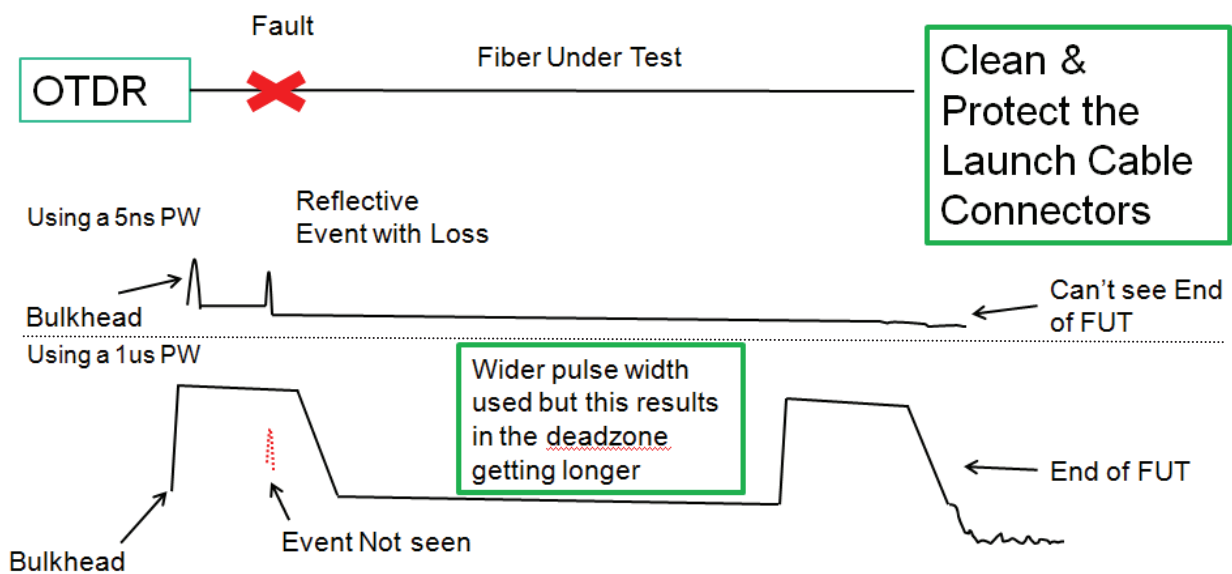 Fault
OTDR
Fiber Under Test
Clean &
Protect the
Launch Cable
Connectors
Using a 5ns PW
Reflective
Event with Loss
Bulkhead
Can't see End
of FUT
Using a 1us PW
Wider pulse width
used but this results
in the deadzone
getting longer
End of FUT
Event Not seen
Bulkhead